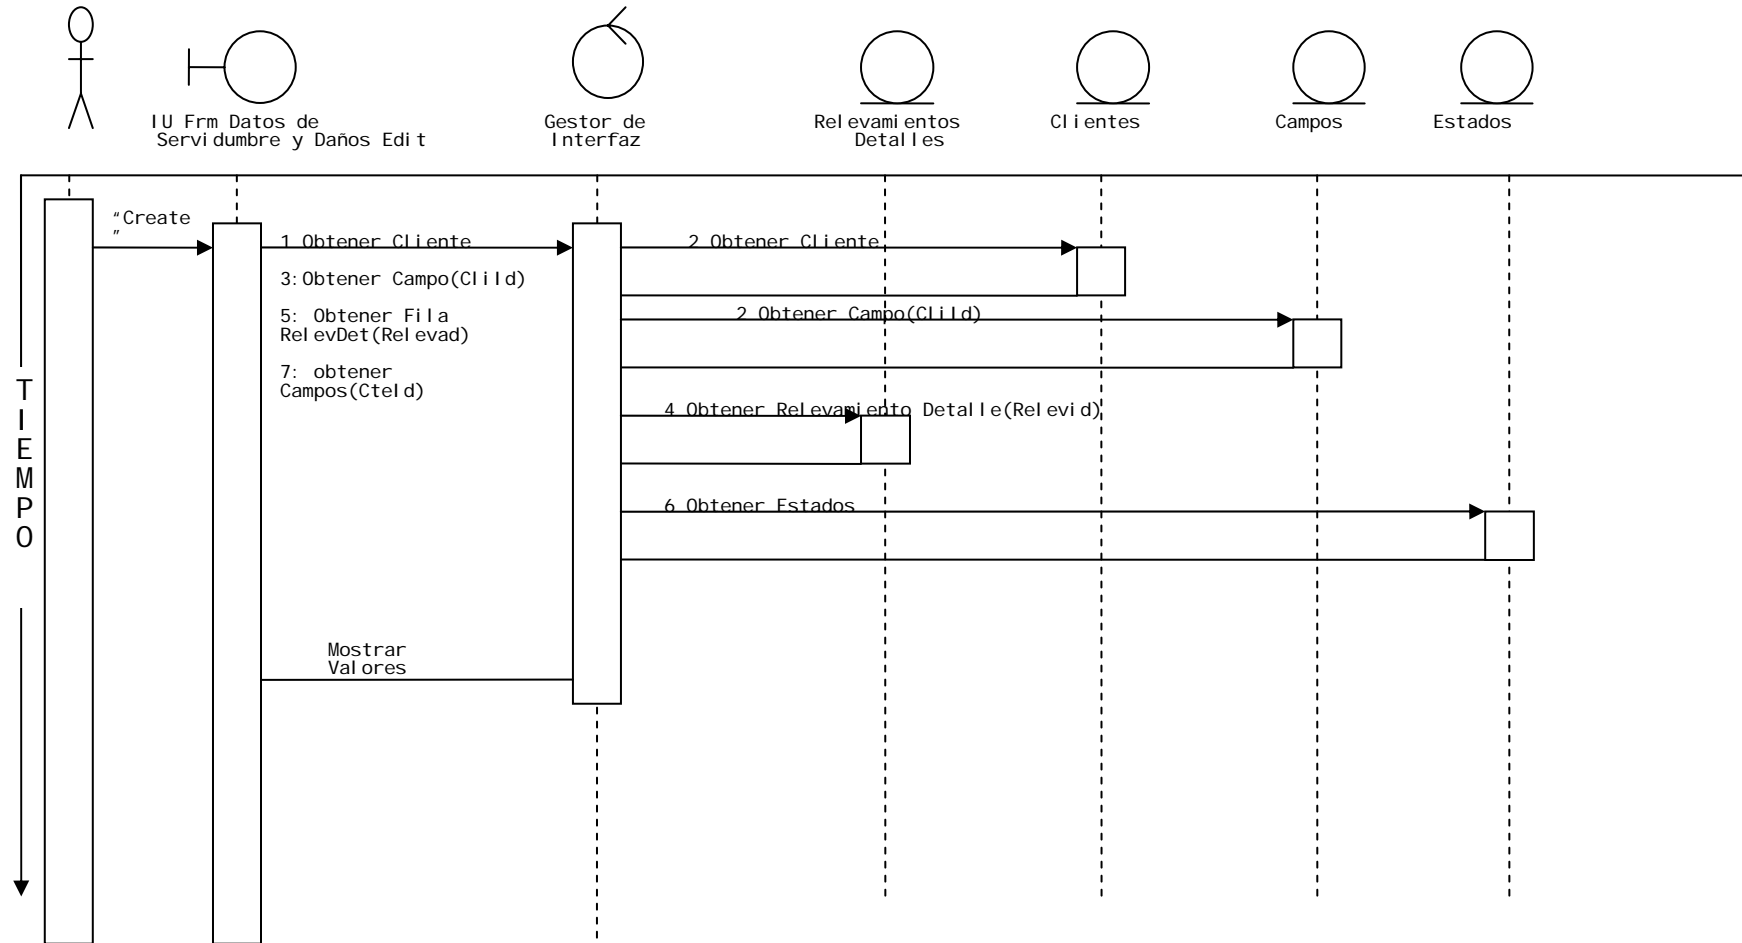 IU Frm Datos de
Servidumbre y Daños Edit
Gestor de
Interfaz
Relevamientos
Detalles
Clientes
Campos
Estados
“Create
”
1 Obtener Cliente
2 Obtener Cliente
3:Obtener Campo(CliId)
5: Obtener Fila
RelevDet(Relevad)
2 Obtener Campo(CliId)
7: obtener
Campos(CteId)
4 Obtener Relevamiento Detalle(Relevid)
6 Obtener Estados
Mostrar
Valores
T
I
E
M
P
O